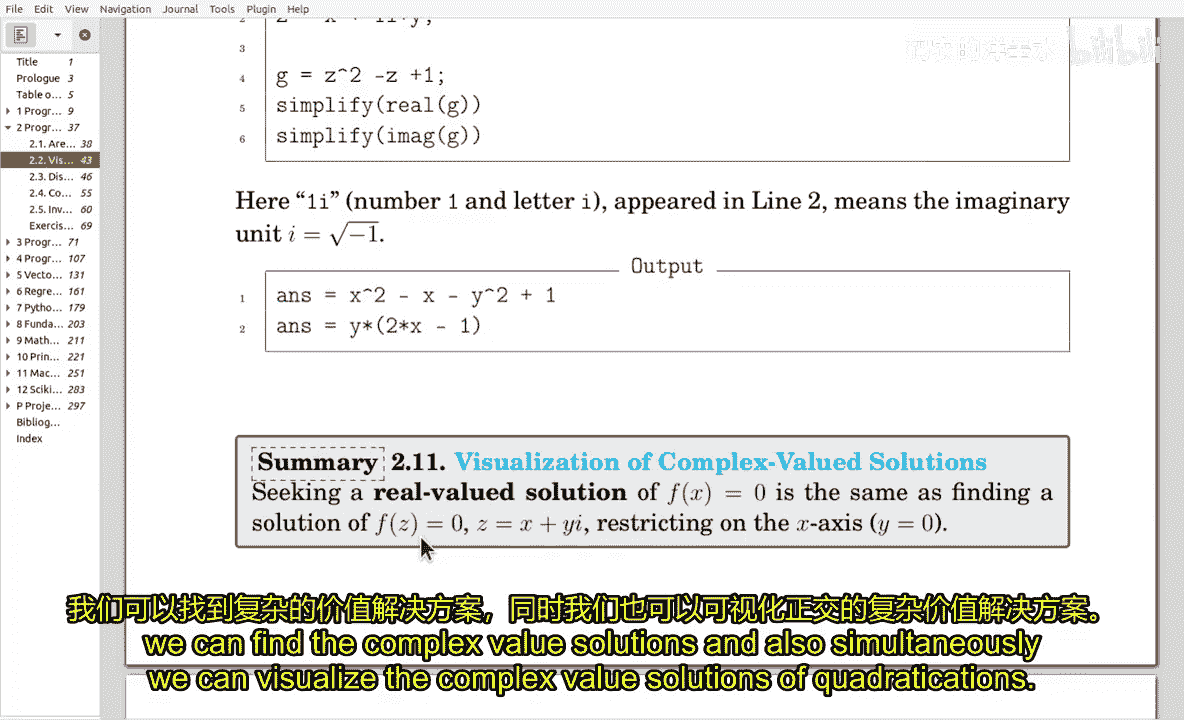 File Edit View Navigation Journal Tools Plugin Help
Title 1
Prologue 3
Table o... 5
1 Progr... 9
2 Progr... 37
2.1. Are... 38
2.2. Vis... 43
2.3. Dis... 46
2.4. Co... 55
2.5. Inv... 60
Exercis... 69
3 Progr... 71
4 Progr... 107
5 Vecto... 131
6 Regre... 161
7 Pytho... 179
8 Funda... 203
9 Math... 211
10 Prin... 221
11 Mac... 251
12 Sciki... 283
P Proje... 297
Bibliog...
Index
3
4 g = z^2 -z +1;
5 simplify(real(g))
6 simplify(imag(g))
Here “1i” (number 1 and letter i), appeared in Line 2, means the imaginary
unit i = √−1.
Output
1 ans = x^2 - x - y^2 + 1
2 ans = y*(2*x - 1)
Summary 2.11. Visualization of Complex-Valued Solutions
Seeking a real-valued solution of f(x) = 0 is the same as finding a
solution of f(z) = 0, z = x + yi, restricting on the x-axis (y = 0).
我们可以找到复杂的价值解决方案，同时我们也可以可视化正交的复杂价值解决方案。
we can find the complex value solutions and also simultaneously
we can visualize the complex value solutions of quadratications.
bilibili